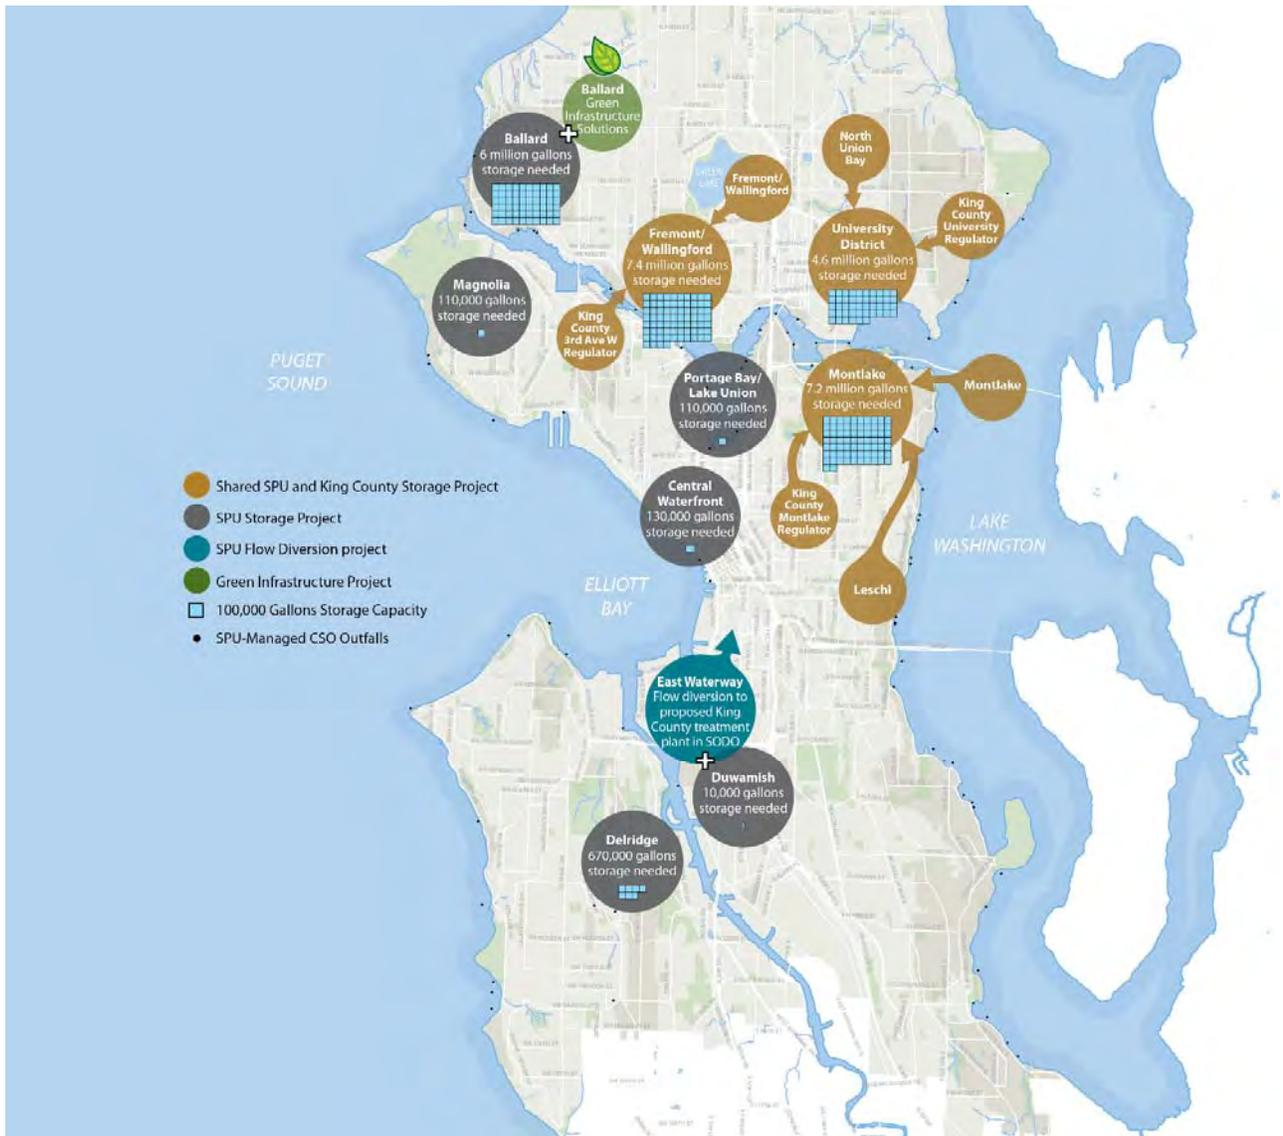 Ballard
Green
Infrastructure
Solutions
Ballard
6 million gallons
storage needed
North
Union
Bay
GREEN
LAKE
Fremont/
Wallingford
King
County
University
Regulator
Fremont/
Wallingford
7.4 million gallons
storage needed
University
District
4.6 million gallons
storage needed
Magnolia
110,000 gallons
storage needed
King
County
3rd Ave W
Regulator
PUGET
SOUND
Portage Bay/
Lake Union
110,000 gallons
storage needed
Montlake
7.2 million gallons
storage needed
Montlake
Central
Waterfront
130,000 gallons
storage needed
King
County
Montlake
Regulator
Shared SPU and King County Storage Project
SPU Storage Project
SPU Flow Diversion project
Green Infrastructure Project
100,000 Gallons Storage Capacity
SPU-Managed CSO Outfalls
LAKE
WASHINGTON
ELLIOTT
BAY
Leschi
East Waterway
Flow diversion to
proposed King
County treatment
plant in SODO
Duwamish
10,000 gallons
storage needed
Delridge
670,000 gallons
storage needed